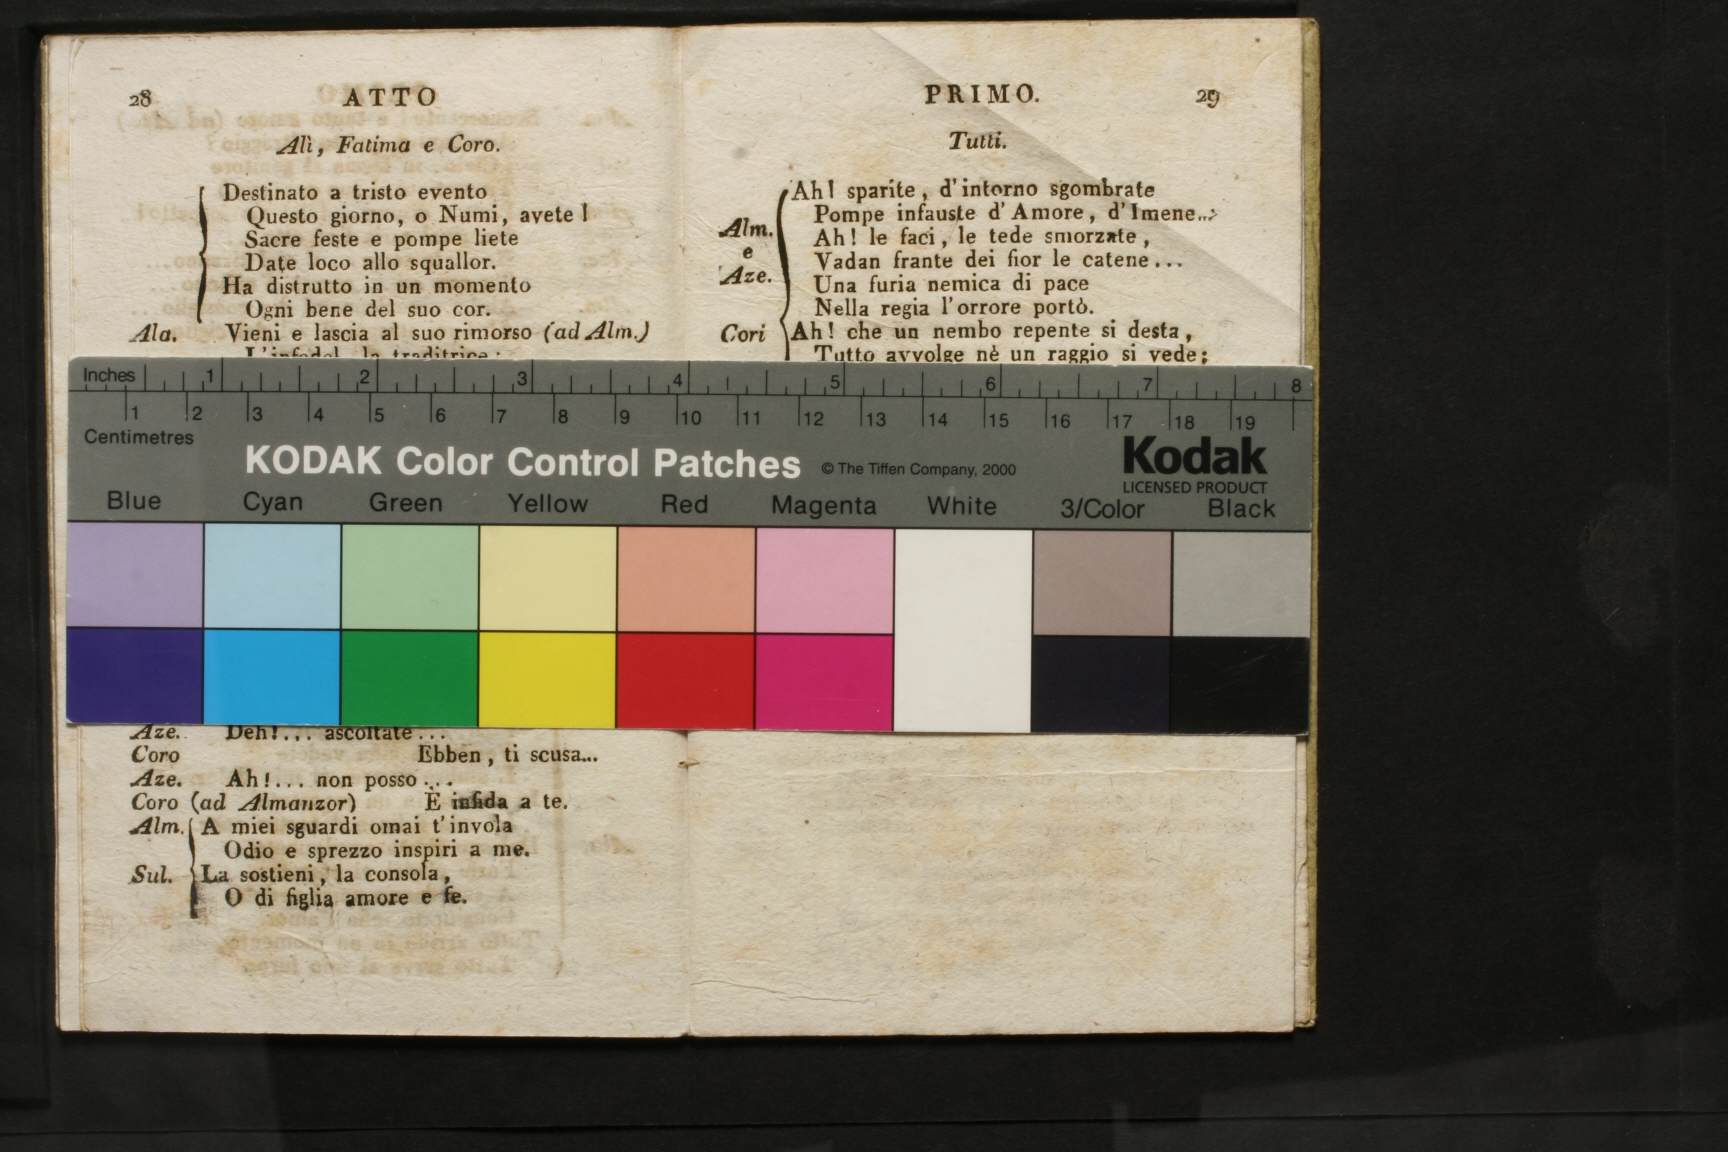 28 ATTO
Alì, Fatima e Coro.
Destinato a tristo evento
Questo giorno, o Numi, avete!
Sacre feste e pompe liete
Date loco allo squallor.
Ha distrutto in un momento
Ogni bene del suo cor.
Ala. Vieni e lascia al suo rimorso (ad Alm.)
L'infedel, la traditrice:
Aze. Deh!... ascoltate...
Coro Ebben, ti scusa...
Aze. Ah!... non posso...
Coro (ad Almanzor) È infida a te.
Alm. A miei sguardi omai t'invola
Odio e sprezzo inspiri a me.
Sul. La sostieni, la consola,
O di figlia amore e fe.
PRIMO. 29
Tutti.
Ah! sparite, d'intorno sgombrate
Pompe infauste d'Amore, d'Imene...
Alm. Ah! le faci, le tede smorzate,
e Vadan frante dei fior le catene...
Aze. Una furia nemica di pace
Nella regia l'orrore portò.
Cori Ah! che un nembo repente si desta,
Tutto avvolge nè un raggio si vede;
Inches 1 2 3 4 5 6 7 8
1 2 3 4 5 6 7 8 9 10 11 12 13 14 15 16 17 18 19
Centimetres
KODAK Color Control Patches © The Tiffen Company, 2000 Kodak
LICENSED PRODUCT
Blue Cyan Green Yellow Red Magenta White 3/Color Black